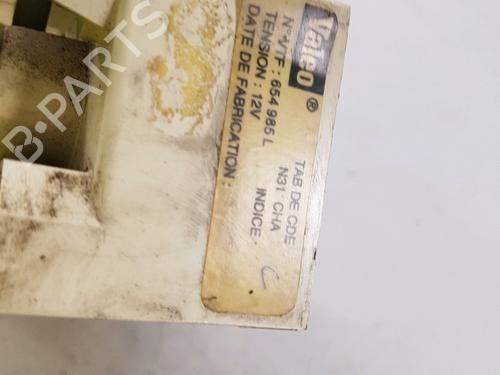 Valeo ®
N° VTF : 654 985 L
TENSION : 12V
DATE DE FABRICATION :
TAB DE CDE
N31 CHA
INDICE : C
B-PARTS